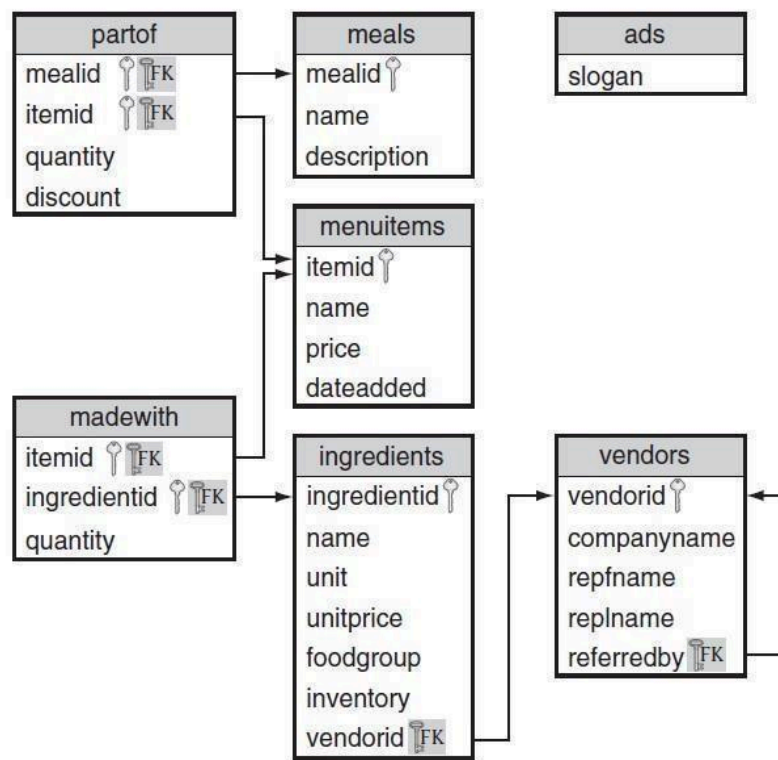 partof
mealid FK
itemid FK
quantity
discount
meals
mealid
name
description
ads
slogan
menuitems
itemid
name
price
dateadded
madewith
itemid FK
ingredientid FK
quantity
ingredients
ingredientid
name
unit
unitprice
foodgroup
inventory
vendorid FK
vendors
vendorid
companyname
repfname
replname
referredby FK